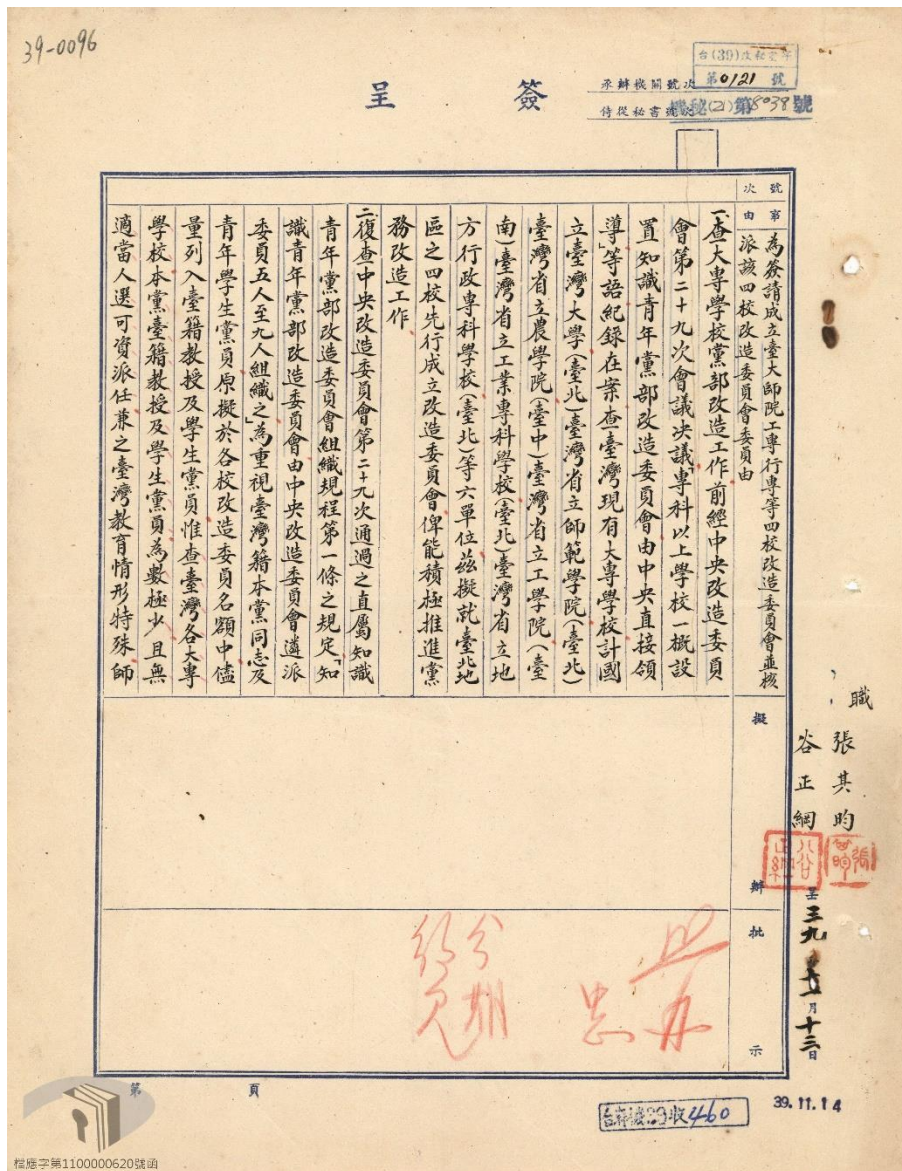 39-0096
台(39)改秘室字
第0121號
簽呈
承辦機關號次
侍從秘書號次
機秘(21)第8038號
號次
事由
為簽請成立臺大師院工專行專等四校改造委員會並核
派該四校改造委員會委員由
一、查大專學校黨部改造工作前經中央改造委員
會第二十九次會議決議專科以上學校一概設
置知識青年黨部改造委員會由中央直接領
導」等語紀錄在案查臺灣現有大專學校計國
立臺灣大學(臺北)臺灣省立師範學院(臺北)
臺灣省立農學院(臺中)臺灣省立工學院(臺
南)臺灣省立工業專科學校(臺北)臺灣省立地
方行政專科學校(臺北)等六單位茲擬就臺北地
區之四校先行成立改造委員會俾能積極推進黨
務改造工作
二、復查中央改造委員會第二十九次通過之直屬知識
青年黨部改造委員會組織規程第一條之規定「知
識青年黨部改造委員會由中央改造委員會遴派
委員五人至九人組織之」為重視臺灣籍本黨同志及
青年學生黨員原擬於各校改造委員名額中儘
量列入臺籍教授及學生黨員惟查臺灣各大專
學校本黨臺籍教授及學生黨員為數極少且無
適當人選可資派任兼之臺灣教育情形特殊師
擬辦
批示
職
張其昀
谷正綱
呈
三九
月十三日
39.11.14
收460
第 頁
檔應字第1100000620號函